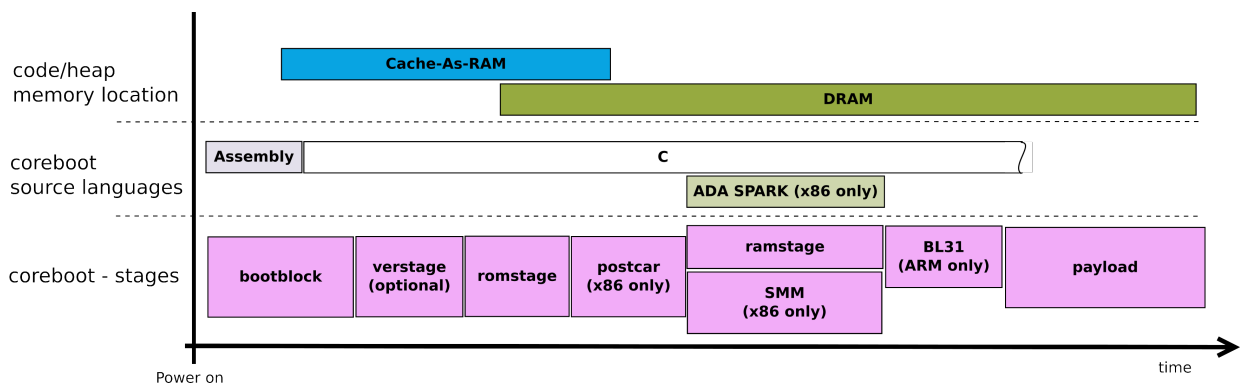 code/heap
memory location
Cache-As-RAM
DRAM
coreboot
source languages
Assembly
C
ADA SPARK (x86 only)
coreboot - stages
bootblock
verstage
(optional)
romstage
postcar
(x86 only)
ramstage
SMM
(x86 only)
BL31
(ARM only)
payload
Power on
time